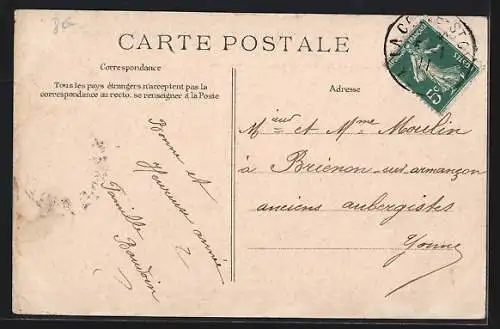 CARTE POSTALE
Correspondance
Tous les pays étrangers n'acceptent pas la
correspondance au recto, se renseigner à la Poste
Adresse
Bonne et
Heureuse année
Famille
Baudoin
et Mme Moulin
à Brienon-sur-armançon
anciens aubergistes
Yonne